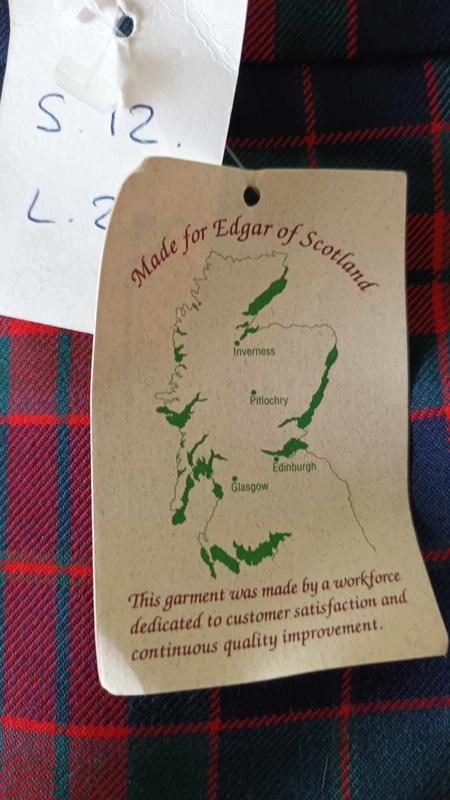 S. 12.
L. 2
Made for Edgar of Scotland
Inverness
Pitlochry
Edinburgh
Glasgow
This garment was made by a workforce
dedicated to customer satisfaction and
continuous quality improvement.